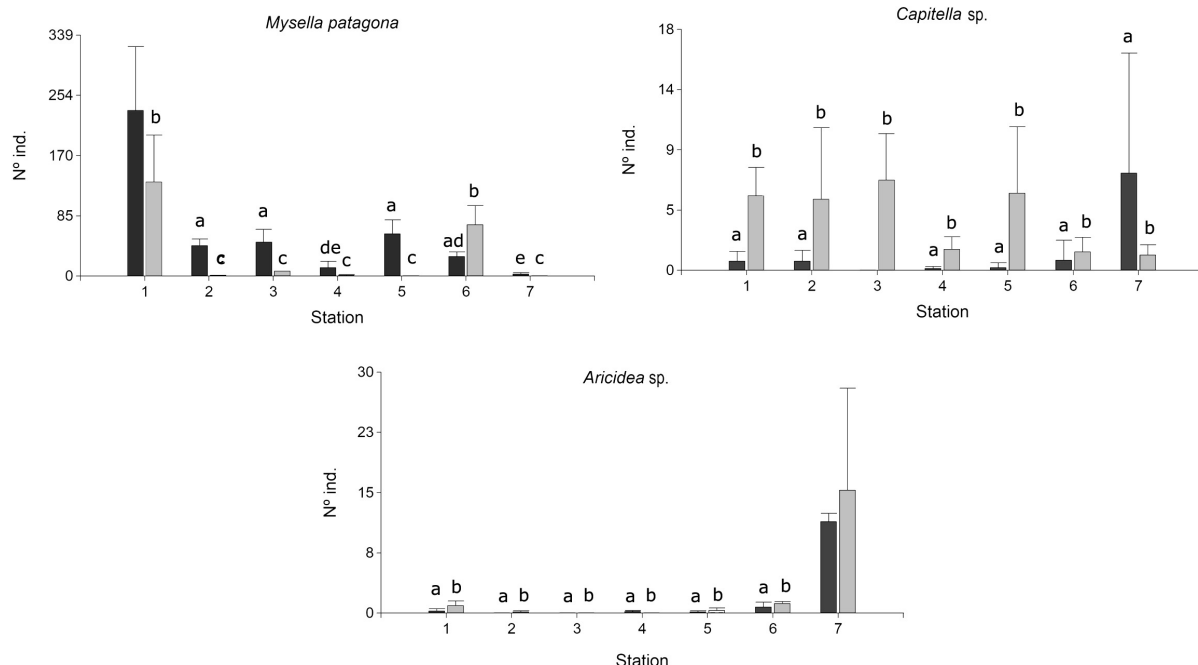 Mysella patagona
339
254
170
85
0
Nº ind.
b
a c
a c
de c
a c
ad b
e c
1 2 3 4 5 6 7
Station
Capitella sp.
18
14
9
5
0
Nº ind.
a b
a b
b
a b
a b
a b
a b
1 2 3 4 5 6 7
Station
Aricidea sp.
30
23
15
8
0
Nº ind.
a b a b a b a b a b a b
1 2 3 4 5 6 7
Station